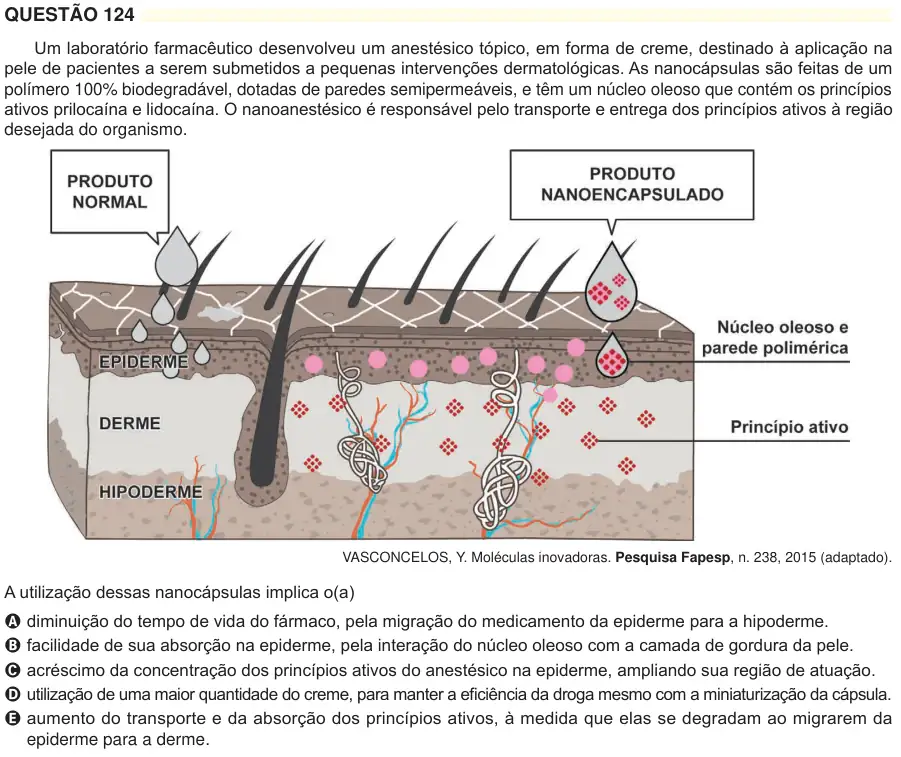 QUESTÃO 124
Um laboratório farmacêutico desenvolveu um anestésico tópico, em forma de creme, destinado à aplicação na
pele de pacientes a serem submetidos a pequenas intervenções dermatológicas. As nanocápsulas são feitas de um
polímero 100% biodegradável, dotadas de paredes semipermeáveis, e têm um núcleo oleoso que contém os princípios
ativos prilocaína e lidocaína. O nanoanestésico é responsável pelo transporte e entrega dos princípios ativos à região
desejada do organismo.
PRODUTO
NORMAL
PRODUTO
NANOENCAPSULADO
Núcleo oleoso e
parede polimérica
EPIDERME
DERME
Princípio ativo
HIPODERME
VASCONCELOS, Y. Moléculas inovadoras. Pesquisa Fapesp, n. 238, 2015 (adaptado).
A utilização dessas nanocápsulas implica o(a)
A diminuição do tempo de vida do fármaco, pela migração do medicamento da epiderme para a hipoderme.
B facilidade de sua absorção na epiderme, pela interação do núcleo oleoso com a camada de gordura da pele.
C acréscimo da concentração dos princípios ativos do anestésico na epiderme, ampliando sua região de atuação.
D utilização de uma maior quantidade do creme, para manter a eficiência da droga mesmo com a miniaturização da cápsula.
E aumento do transporte e da absorção dos princípios ativos, à medida que elas se degradam ao migrarem da
epiderme para a derme.